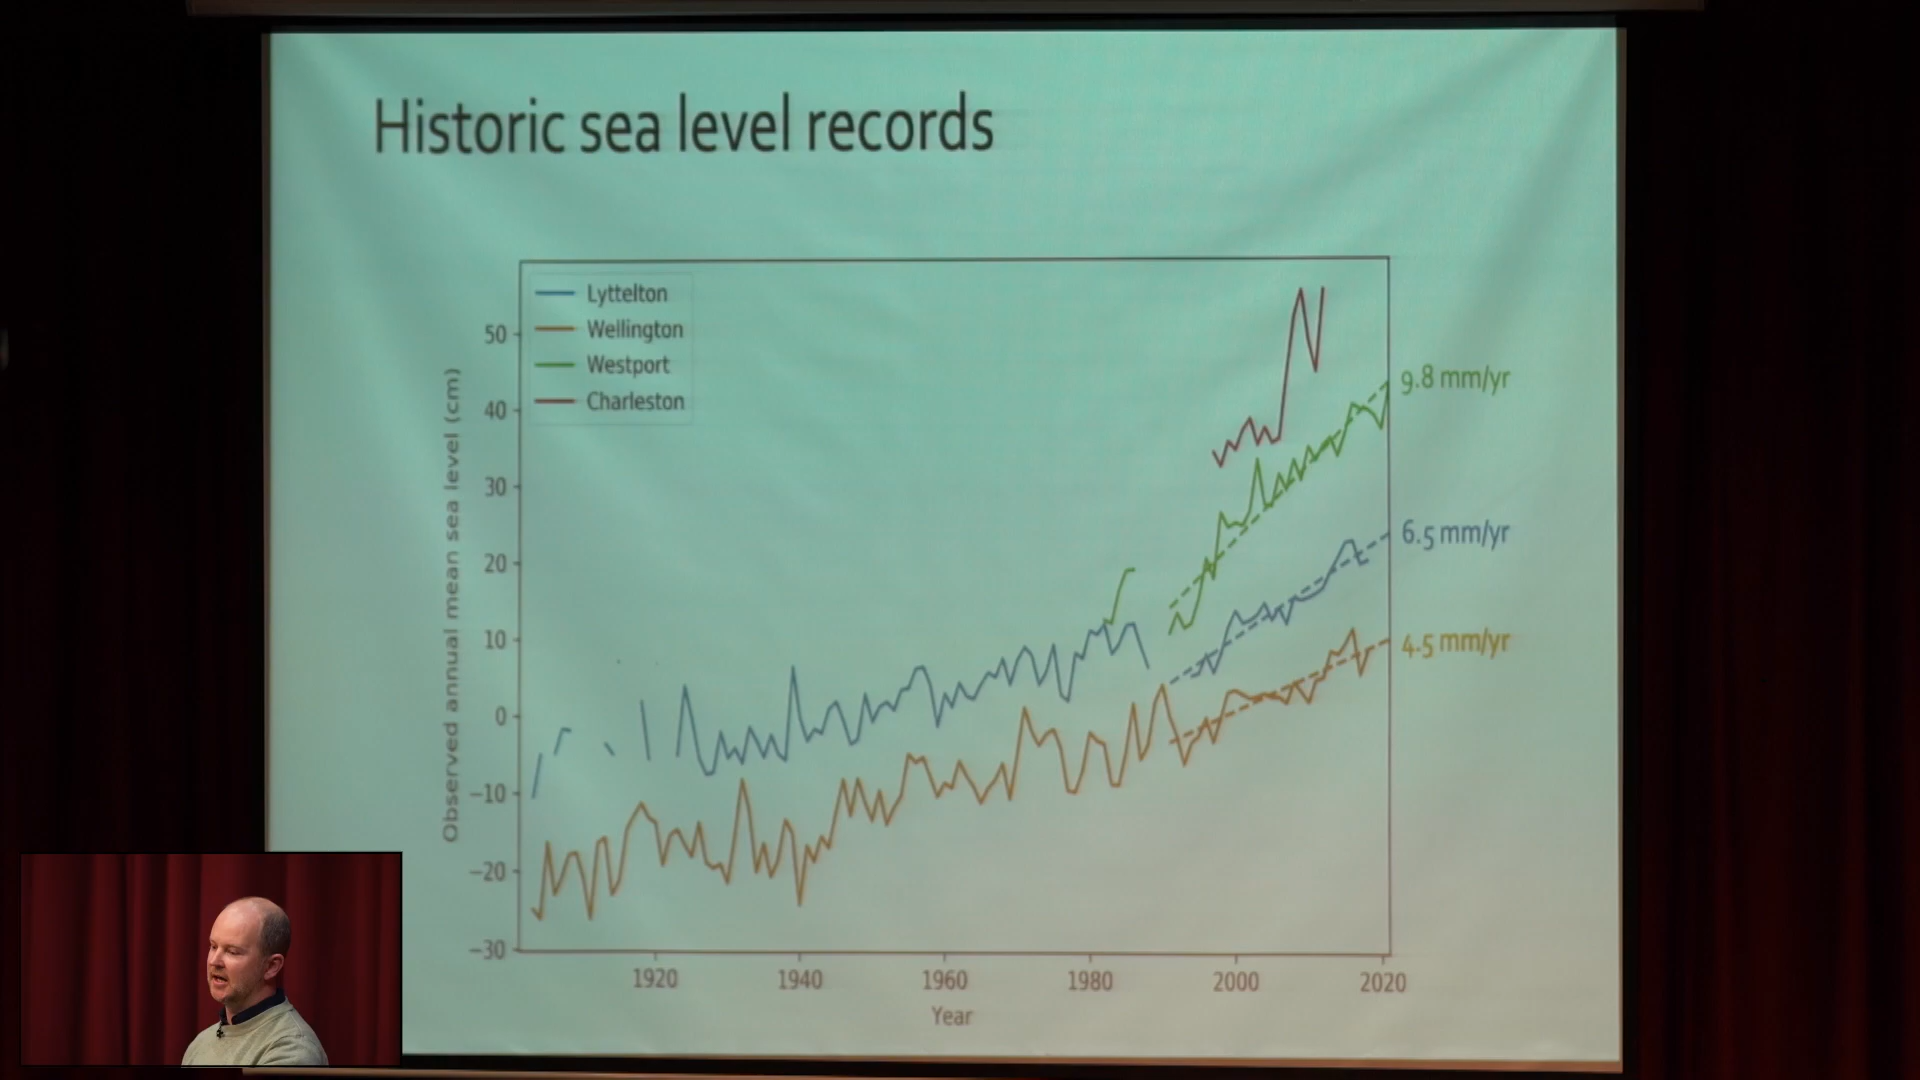 Historic sea level records
Lyttelton
Wellington
Westport
Charleston
50
40
30
20
10
0
−10
−20
−30
Observed annual mean sea level (cm)
9.8 mm/yr
6.5 mm/yr
4.5 mm/yr
1920 1940 1960 1980 2000 2020
Year